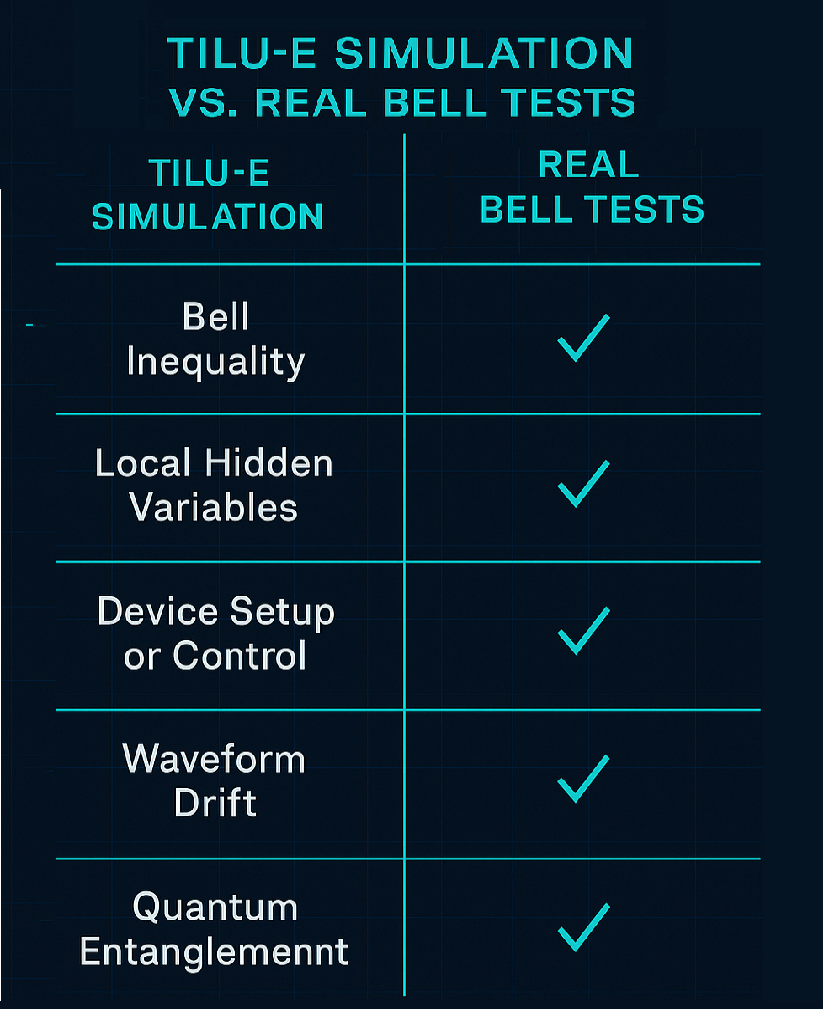 TILU-E SIMULATION
VS. REAL BELL TESTS
TILU-E
SIMULATION
REAL
BELL TESTS
Bell
Inequality
Local Hidden
Variables
Device Setup
or Control
Waveform
Drift
Quantum
Entanglemennt